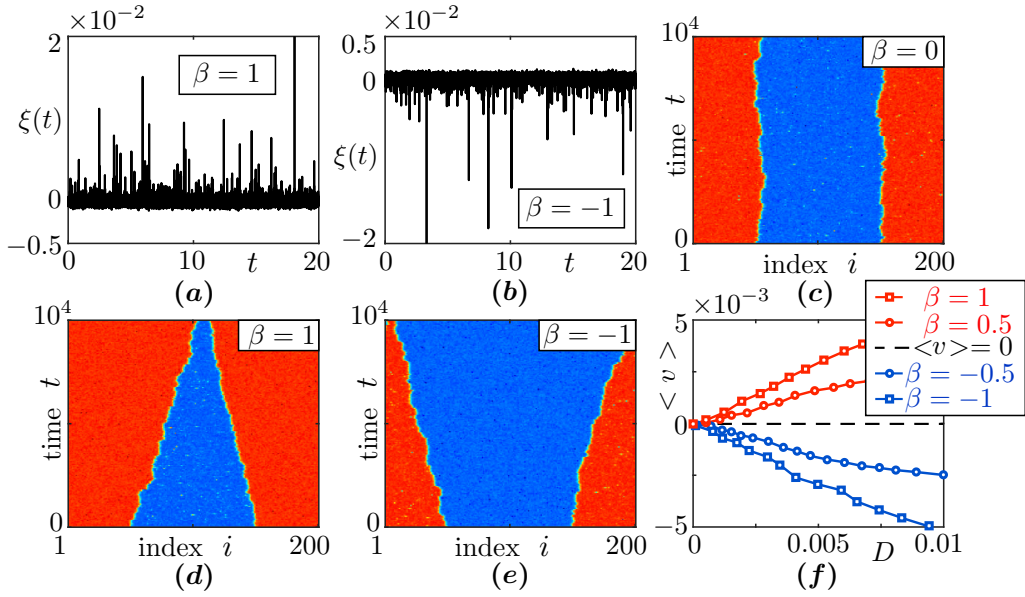 ×10⁻²
2
β = 1
ξ(t)
0
−0.5
0
10
t
20
(a)
×10⁻²
0.5
0
ξ(t)
β = −1
−2
0
10
t
20
(b)
10⁴
β = 0
time t
0
1
index i
200
(c)
10⁴
β = 1
time t
0
1
index i
200
(d)
10⁴
β = −1
time t
0
1
index i
200
(e)
×10⁻³
5
β = 1
β = 0.5
<v> = 0
β = −0.5
β = −1
< v >
0
−5
0
0.005
D
0.01
(f)